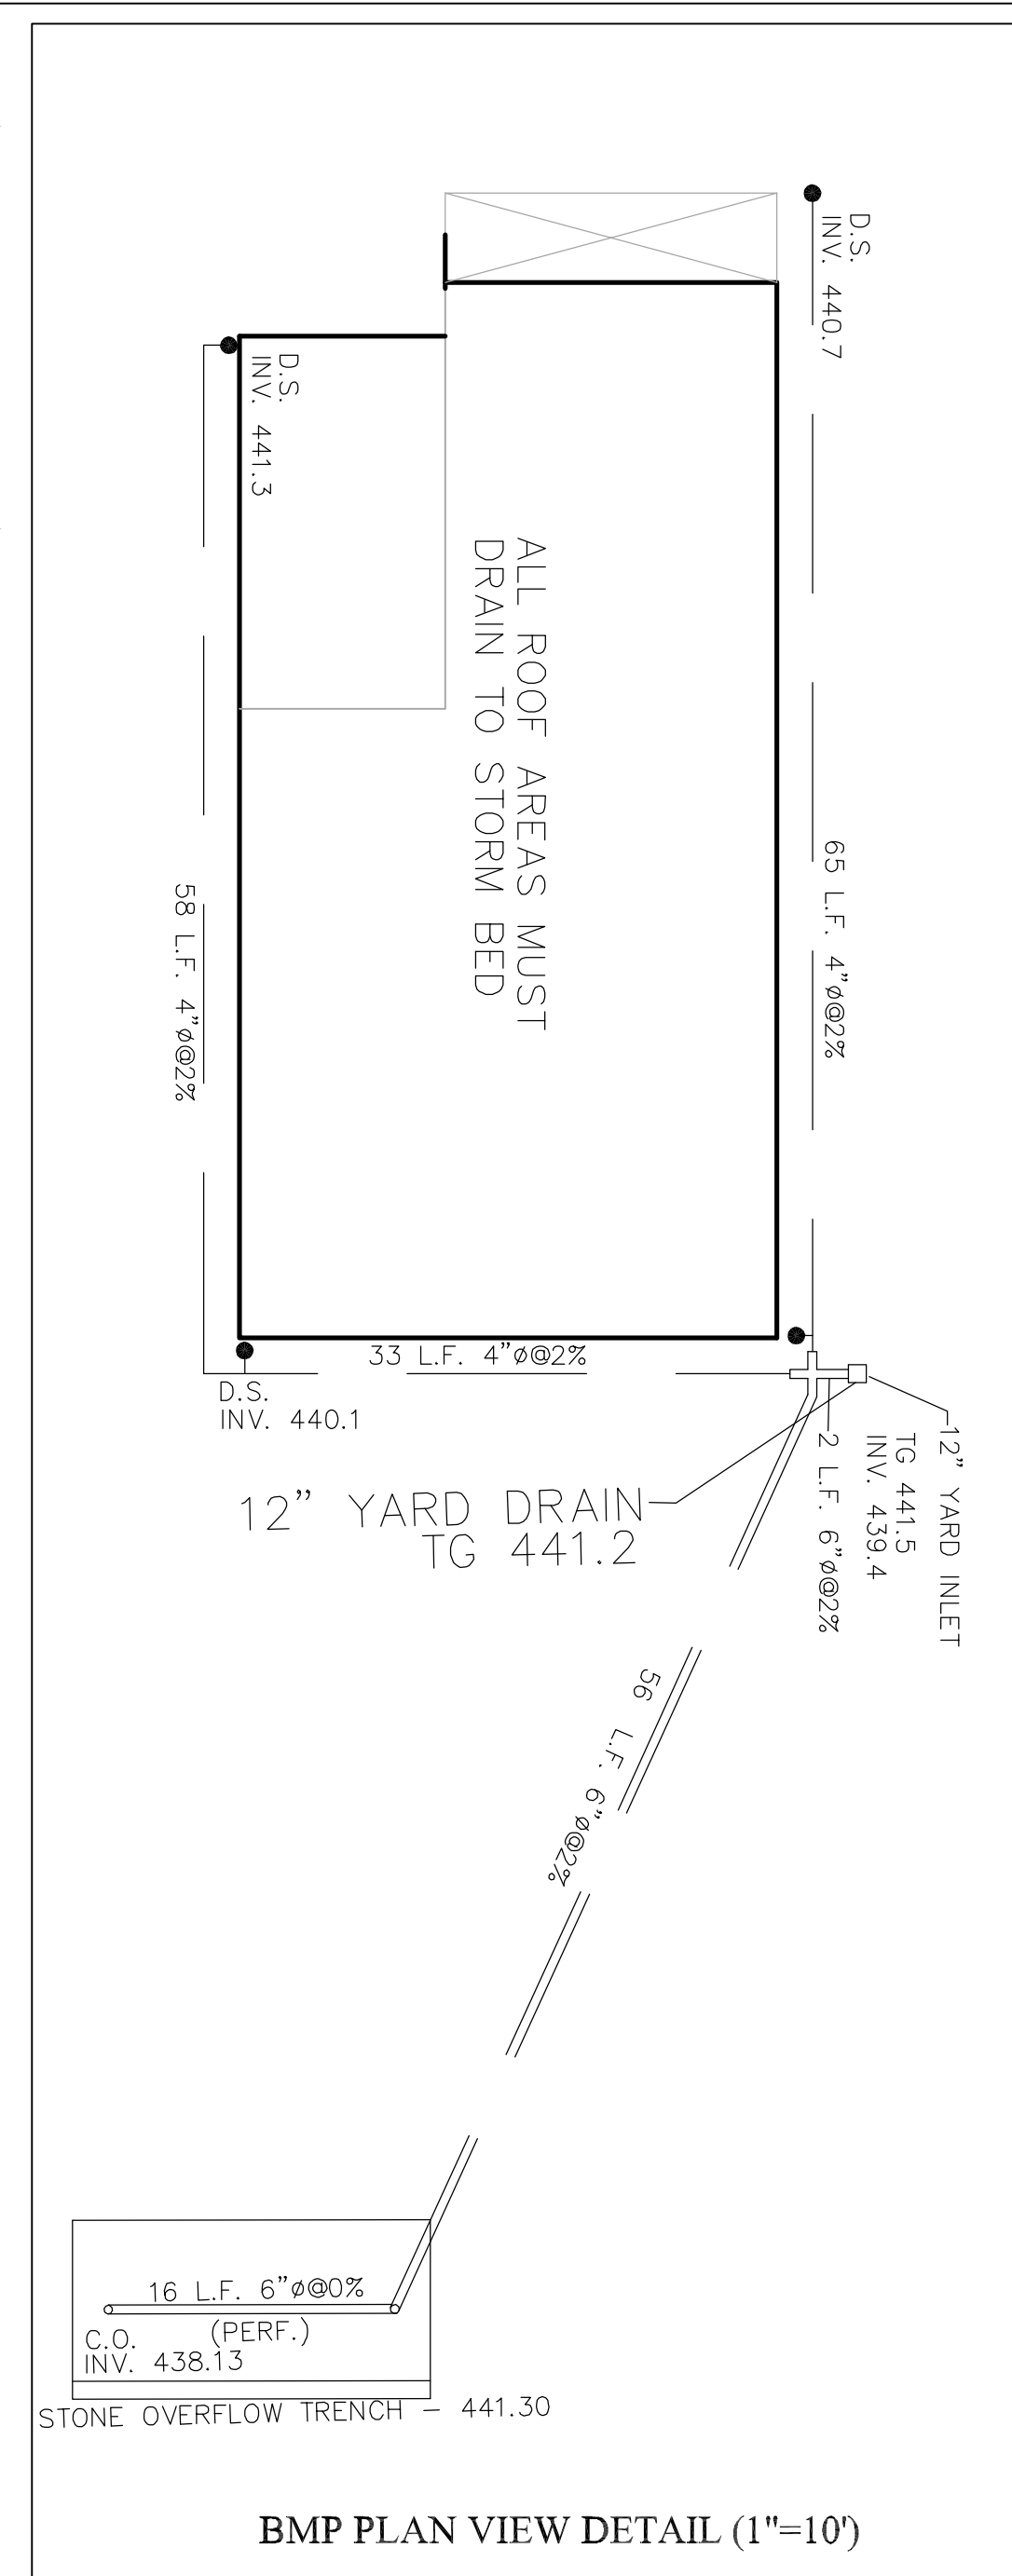 D.S.
INV. 440.7
D.S.
INV. 441.3
ALL ROOF AREAS MUST
DRAIN TO STORM BED
65 L.F. 4"ø@2%
58 L.F. 4"ø@2%
33 L.F. 4"ø@2%
D.S.
INV. 440.1
12" YARD INLET
TG 441.5
INV. 439.4
2 L.F. 6"ø@2%
12" YARD DRAIN
TG 441.2
56 L.F. 6"ø@2%
16 L.F. 6"ø@0%
(PERF.)
C.O.
INV. 438.13
STONE OVERFLOW TRENCH – 441.30
BMP PLAN VIEW DETAIL (1"=10')